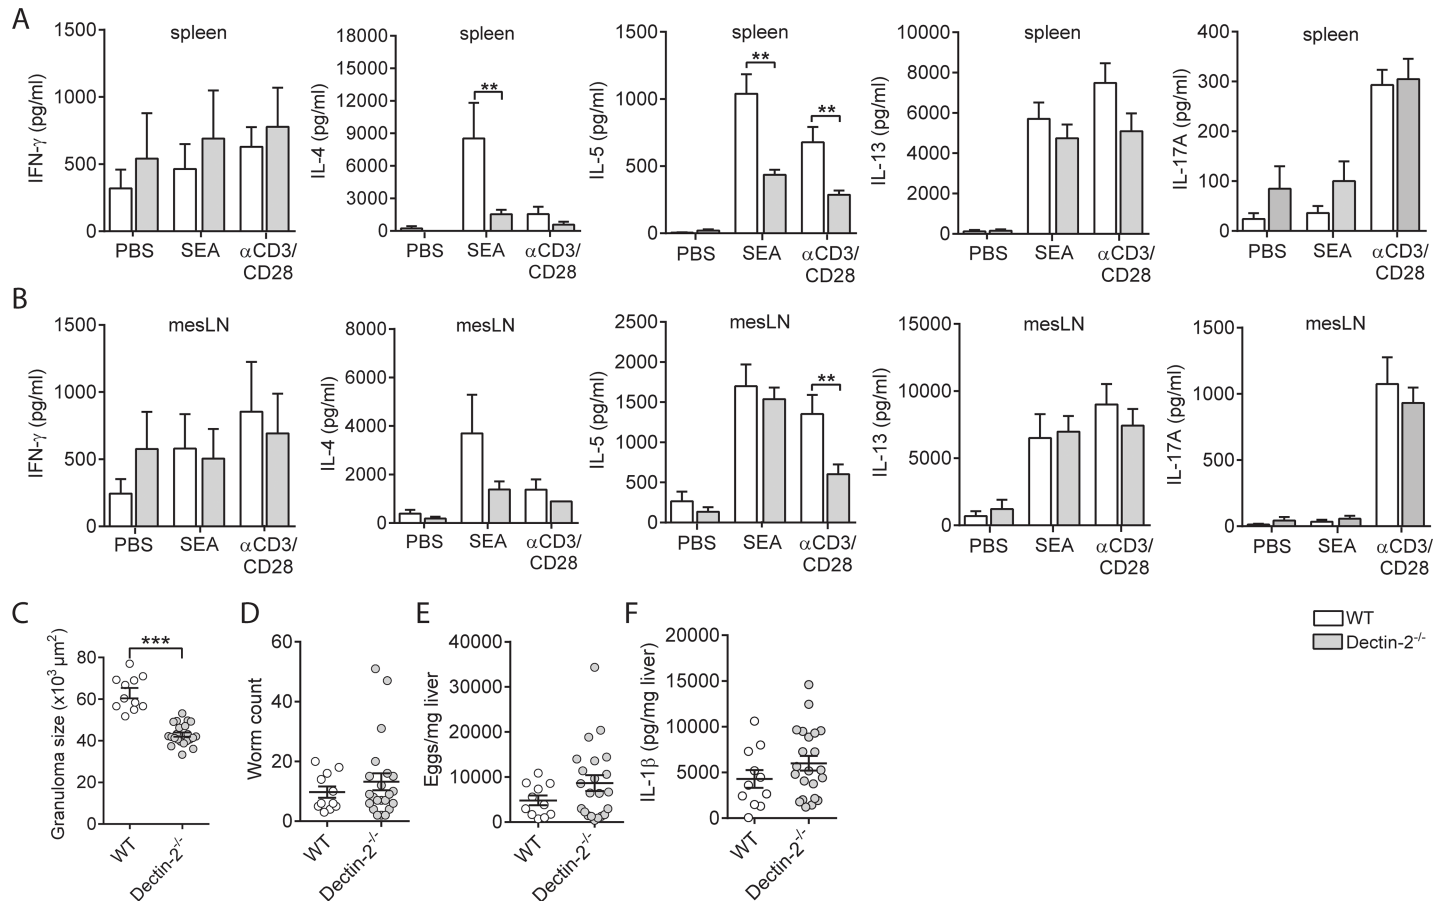 A
spleen
IFN-γ (pg/ml)
1500
1000
500
0
PBS
SEA
αCD3/
CD28
spleen
IL-4 (pg/ml)
18000
15000
12000
9000
6000
3000
0
**
PBS
SEA
αCD3/
CD28
spleen
IL-5 (pg/ml)
1500
1000
500
0
**
**
PBS
SEA
αCD3/
CD28
spleen
IL-13 (pg/ml)
10000
8000
6000
4000
2000
0
PBS
SEA
αCD3/
CD28
spleen
IL-17A (pg/ml)
400
300
200
100
0
PBS
SEA
αCD3/
CD28
B
mesLN
IFN-γ (pg/ml)
1500
1000
500
0
PBS
SEA
αCD3/
CD28
mesLN
IL-4 (pg/ml)
8000
6000
4000
2000
0
PBS
SEA
αCD3/
CD28
mesLN
IL-5 (pg/ml)
2500
2000
1500
1000
500
0
**
PBS
SEA
αCD3/
CD28
mesLN
IL-13 (pg/ml)
15000
10000
5000
0
PBS
SEA
αCD3/
CD28
mesLN
IL-17A (pg/ml)
1500
1000
500
0
PBS
SEA
αCD3/
CD28
C
Granuloma size (x10³ µm²)
80
60
40
20
0
***
WT
Dectin-2⁻/⁻
D
Worm count
60
40
20
0
WT
Dectin-2⁻/⁻
E
Eggs/mg liver
40000
30000
20000
10000
0
WT
Dectin-2⁻/⁻
F
IL-1β (pg/mg liver)
20000
15000
10000
5000
0
WT
Dectin-2⁻/⁻
WT
Dectin-2⁻/⁻